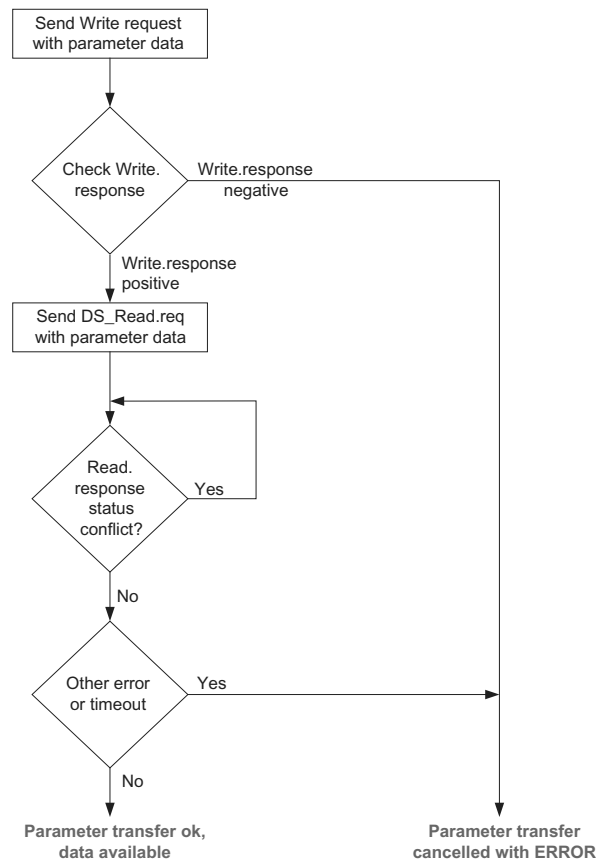 Send Write request
with parameter data
Check Write.
response
Write.response
negative
Write.response
positive
Send DS_Read.req
with parameter data
Read.
response
status
conflict?
Yes
No
Other error
or timeout
Yes
No
Parameter transfer ok,
data available
Parameter transfer
cancelled with ERROR